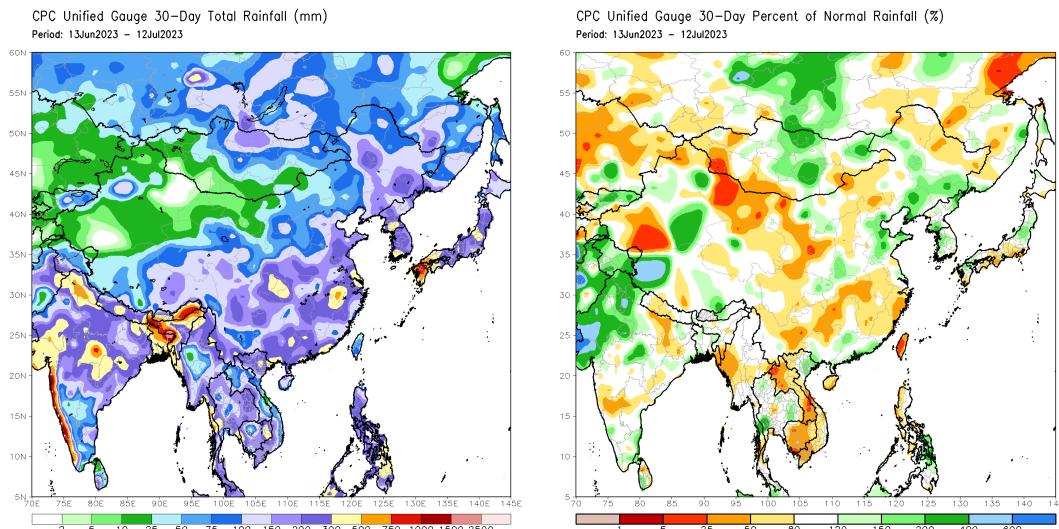 CPC Unified Gauge 30-Day Total Rainfall (mm)
Period: 13Jun2023 - 12Jul2023
60N
55N
50N
45N
40N
35N
30N
25N
20N
15N
10N
5N
70E 75E 80E 85E 90E 95E 100E 105E 110E 115E 120E 125E 130E 135E 140E 145E
2 5 10 25 50 75 100 150 200 300 500 750 1000 1500 2500
CPC Unified Gauge 30-Day Percent of Normal Rainfall (%)
Period: 13Jun2023 - 12Jul2023
60
55
50
45
40
35
30
25
20
15
10
5
70 75 80 85 90 95 100 105 110 115 120 125 130 135 140
25 50 80 120 150 200 400 600